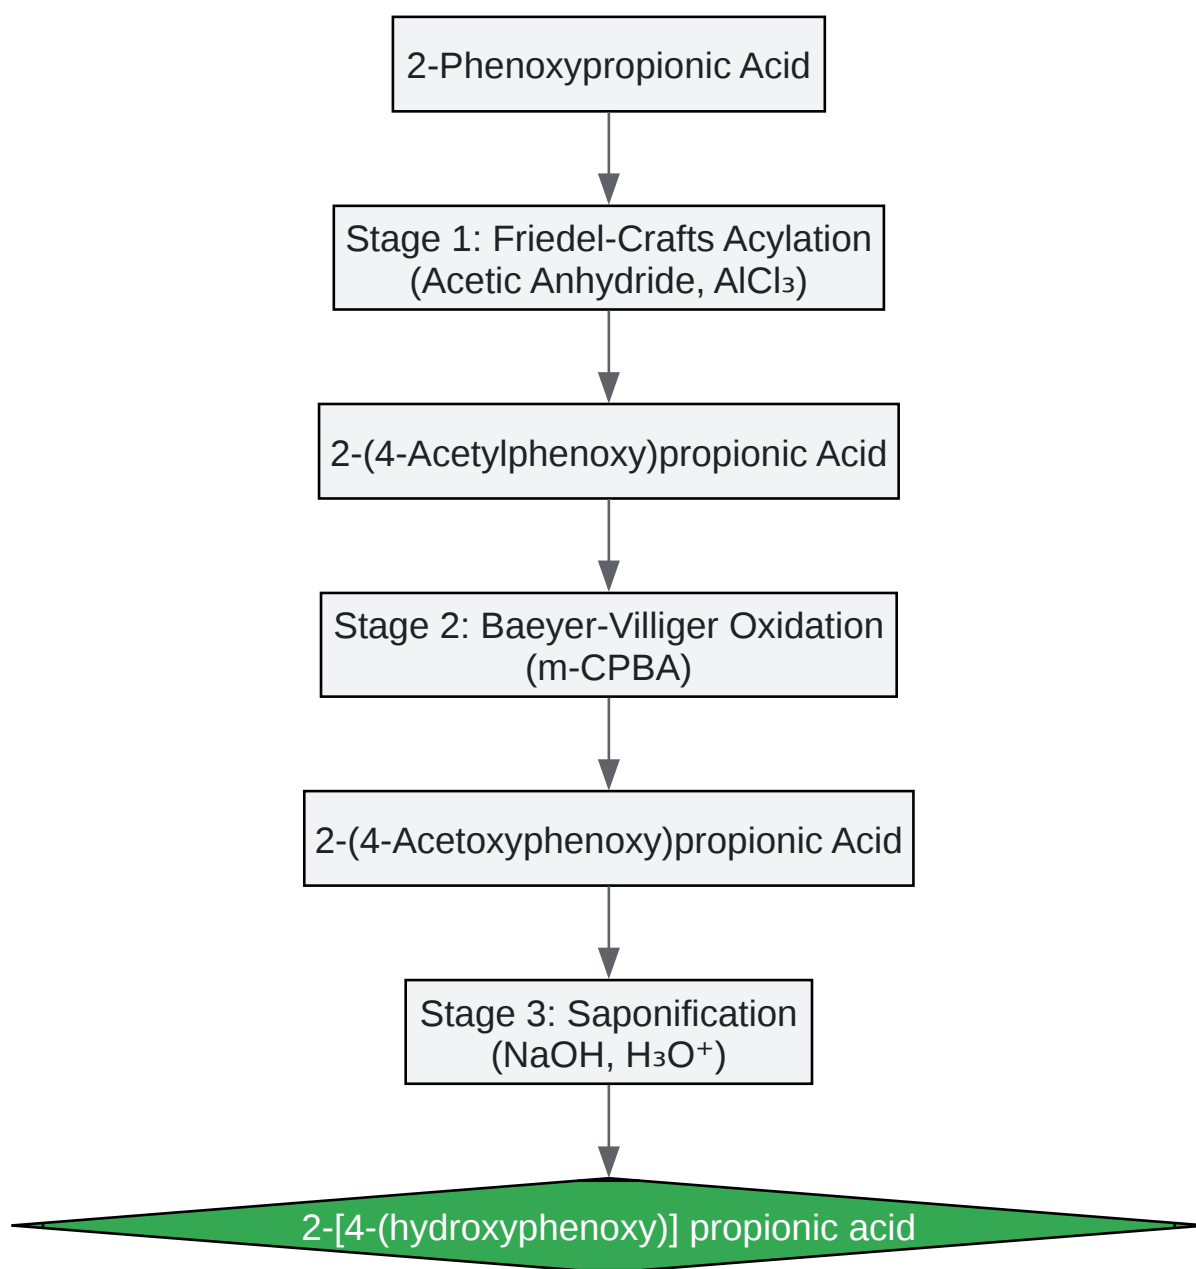 2-Phenoxypropionic Acid
Stage 1: Friedel-Crafts Acylation
(Acetic Anhydride, AlCl₃)
2-(4-Acetylphenoxy)propionic Acid
Stage 2: Baeyer-Villiger Oxidation
(m-CPBA)
2-(4-Acetoxyphenoxy)propionic Acid
Stage 3: Saponification
(NaOH, H₃O⁺)
2-[4-(hydroxyphenoxy)] propionic acid